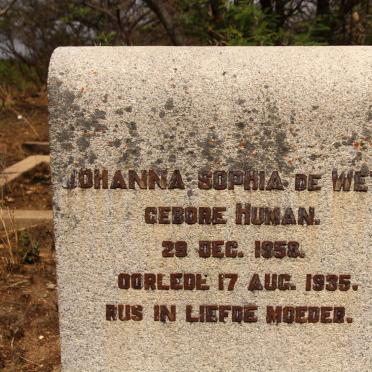 JOHANNA SOPHIA DE WE
GEBORE HUMAN.
29 DEC. 1858.
OORLEDE 17 AUG. 1935.
RUS IN LIEFDE MOEDER.